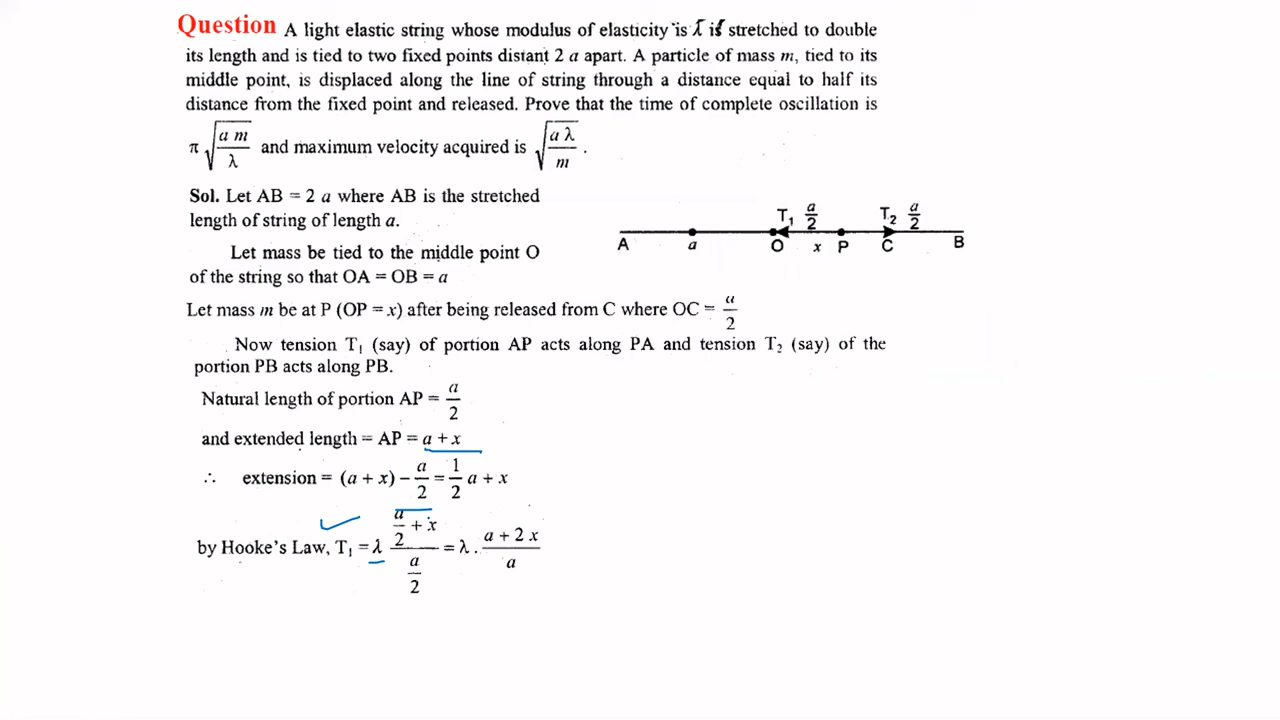 Question A light elastic string whose modulus of elasticity is λ is stretched to double
its length and is tied to two fixed points distant 2 a apart. A particle of mass m, tied to its
middle point, is displaced along the line of string through a distance equal to half its
distance from the fixed point and released. Prove that the time of complete oscillation is
π √(a m / λ) and maximum velocity acquired is √(a λ / m) .
Sol. Let AB = 2 a where AB is the stretched
length of string of length a.
Let mass be tied to the middle point O
of the string so that OA = OB = a
T₁ a/2 T₂ a/2
A a O x P C B
Let mass m be at P (OP = x) after being released from C where OC = a/2
Now tension T₁ (say) of portion AP acts along PA and tension T₂ (say) of the
portion PB acts along PB.
Natural length of portion AP = a/2
and extended length = AP = a + x
∴ extension = (a + x) − a/2 = 1/2 a + x
by Hooke's Law, T₁ = λ (a/2 + x)/(a/2) = λ . (a + 2 x)/a